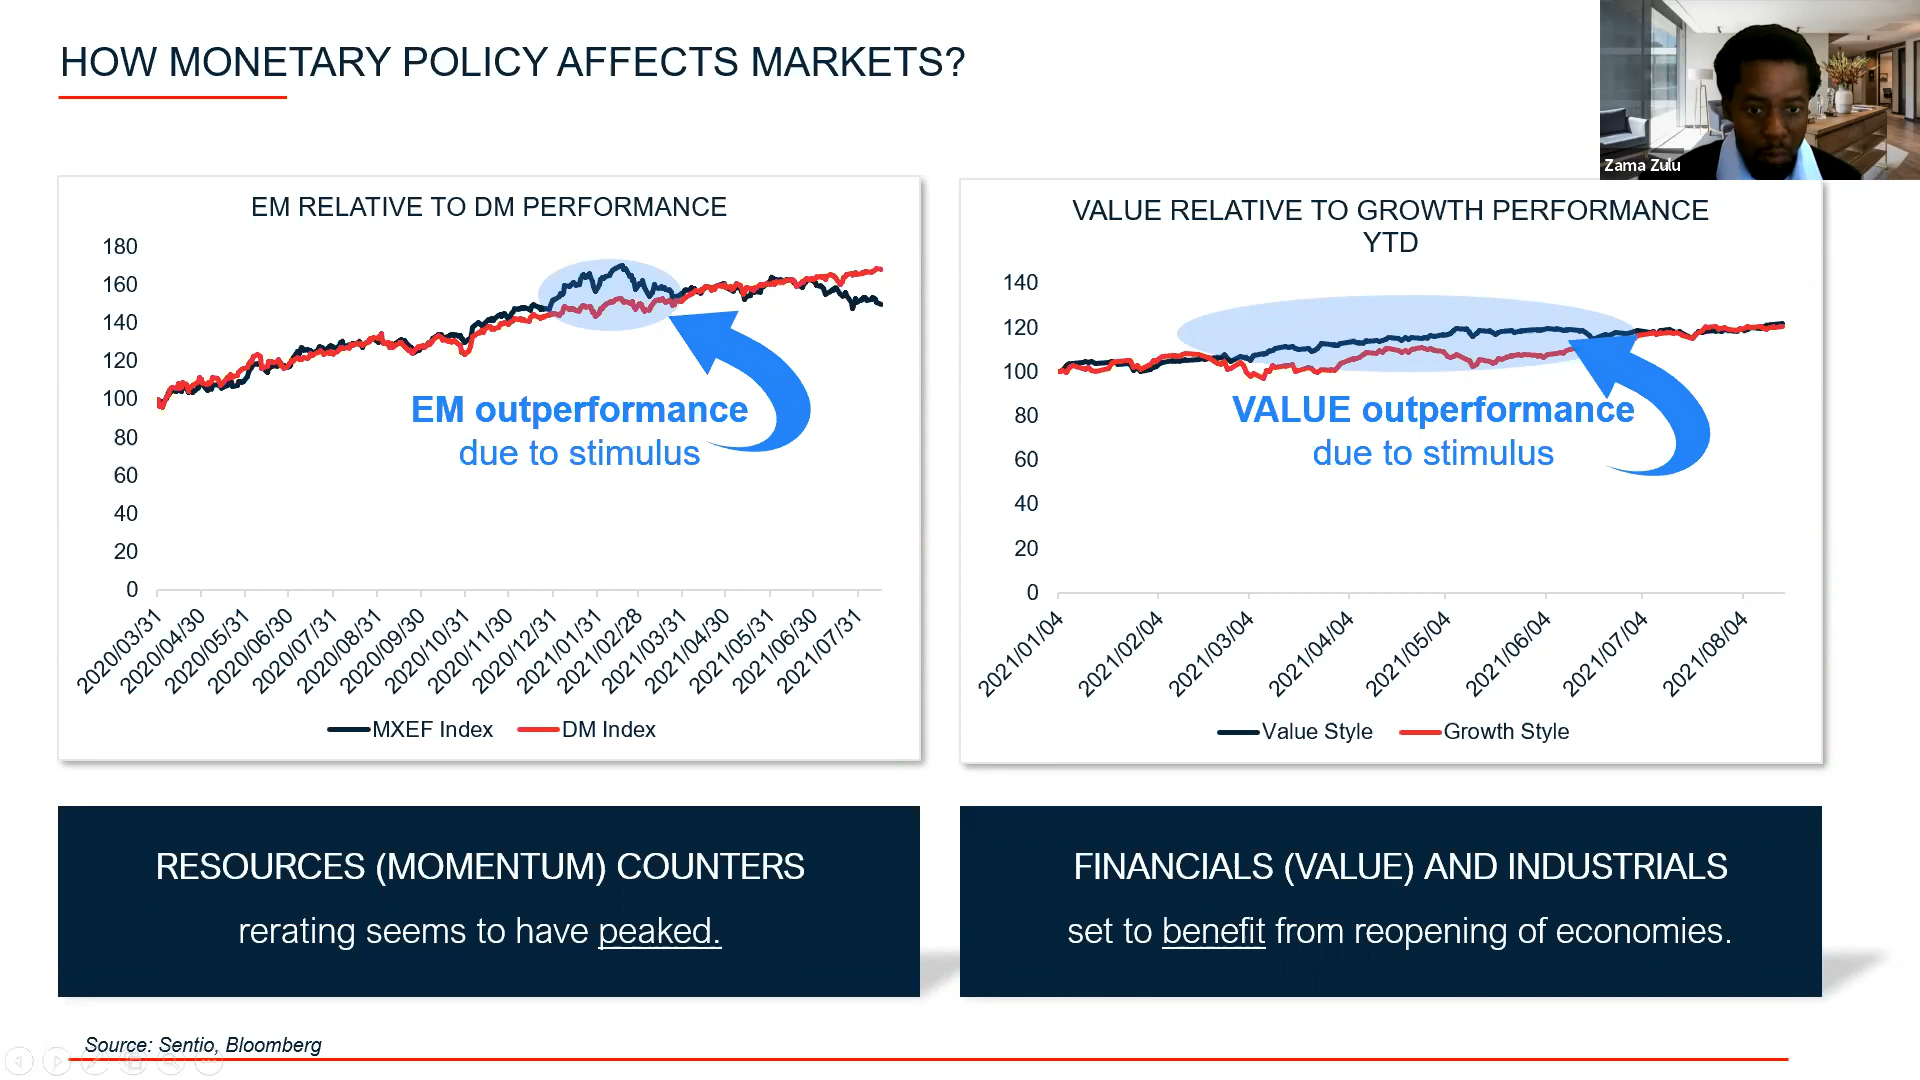 HOW MONETARY POLICY AFFECTS MARKETS?
Zama Zulu
EM RELATIVE TO DM PERFORMANCE
180
160
140
120
100
80
60
40
20
0
EM outperformance
due to stimulus
2020/03/31
2020/04/30
2020/05/31
2020/06/30
2020/07/31
2020/08/31
2020/09/30
2020/10/31
2020/11/30
2020/12/31
2021/01/31
2021/02/28
2021/03/31
2021/04/30
2021/05/31
2021/06/30
2021/07/31
MXEF Index
DM Index
VALUE RELATIVE TO GROWTH PERFORMANCE
YTD
140
120
100
80
60
40
20
0
VALUE outperformance
due to stimulus
2021/01/04
2021/02/04
2021/03/04
2021/04/04
2021/05/04
2021/06/04
2021/07/04
2021/08/04
Value Style
Growth Style
RESOURCES (MOMENTUM) COUNTERS
rerating seems to have peaked.
FINANCIALS (VALUE) AND INDUSTRIALS
set to benefit from reopening of economies.
Source: Sentio, Bloomberg